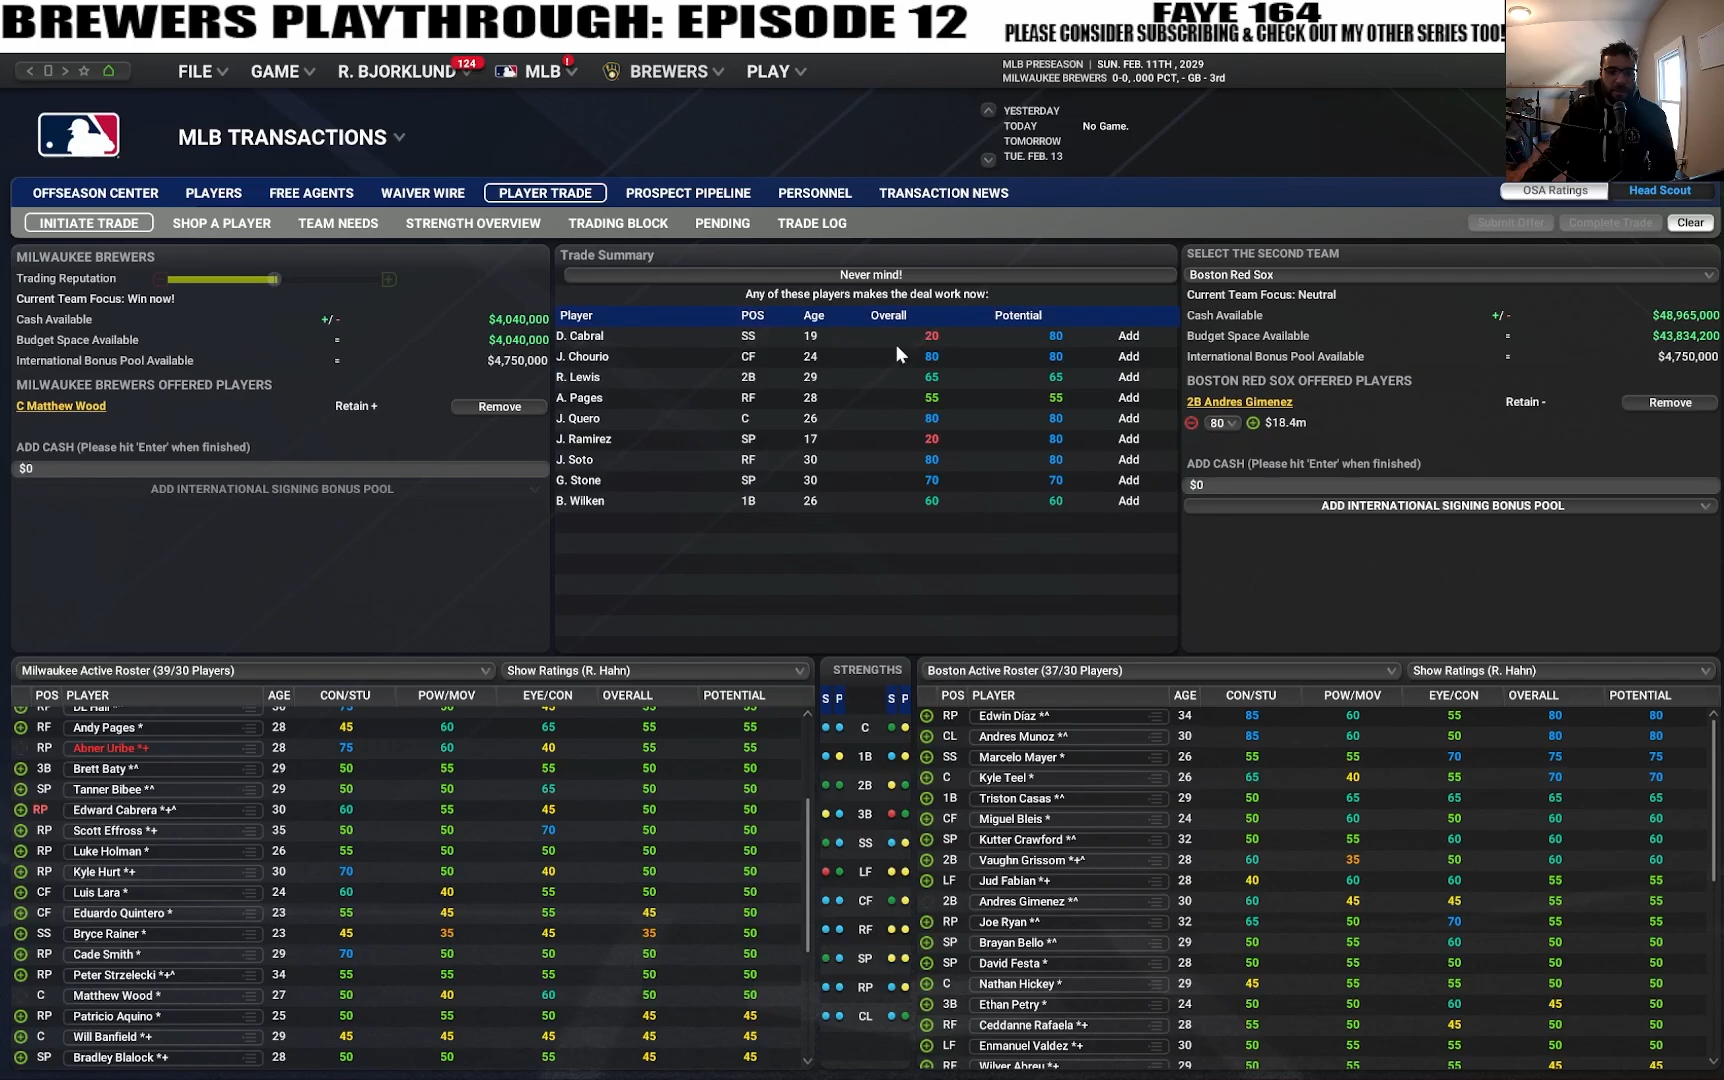 BREWERS PLAYTHROUGH: EPISODE 12
FAYE 164
PLEASE CONSIDER SUBSCRIBING & CHECK OUT MY OTHER SERIES TOO!
FILE GAME R. BJORKLUND 124 MLB ! BREWERS PLAY
MLB PRESEASON | SUN. FEB. 11TH , 2029
MILWAUKEE BREWERS 0-0, .000 PCT, - GB - 3rd
MLB TRANSACTIONS
YESTERDAY
TODAY No Game.
TOMORROW
TUE. FEB. 13
OFFSEASON CENTER PLAYERS FREE AGENTS WAIVER WIRE PLAYER TRADE PROSPECT PIPELINE PERSONNEL TRANSACTION NEWS OSA Ratings Head Scout
INITIATE TRADE SHOP A PLAYER TEAM NEEDS STRENGTH OVERVIEW TRADING BLOCK PENDING TRADE LOG Submit Offer Complete Trade Clear
MILWAUKEE BREWERS
Trading Reputation
Current Team Focus: Win now!
Cash Available +/- $4,040,000
Budget Space Available = $4,040,000
International Bonus Pool Available = $4,750,000
MILWAUKEE BREWERS OFFERED PLAYERS
C Matthew Wood Retain + Remove
ADD CASH (Please hit 'Enter' when finished)
$0
ADD INTERNATIONAL SIGNING BONUS POOL
Trade Summary
Never mind!
Any of these players makes the deal work now:
Player POS Age Overall Potential
D. Cabral SS 19 20 80 Add
J. Chourio CF 24 80 80 Add
R. Lewis 2B 29 65 65 Add
A. Pages RF 28 55 55 Add
J. Quero C 26 80 80 Add
J. Ramirez SP 17 20 80 Add
J. Soto RF 30 80 80 Add
G. Stone SP 30 70 70 Add
B. Wilken 1B 26 60 60 Add
SELECT THE SECOND TEAM
Boston Red Sox
Current Team Focus: Neutral
Cash Available +/- $48,965,000
Budget Space Available = $43,834,200
International Bonus Pool Available = $4,750,000
BOSTON RED SOX OFFERED PLAYERS
2B Andres Gimenez Retain - Remove
80 $18.4m
ADD CASH (Please hit 'Enter' when finished)
$0
ADD INTERNATIONAL SIGNING BONUS POOL
Milwaukee Active Roster (39/30 Players) Show Ratings (R. Hahn)
POS PLAYER AGE CON/STU POW/MOV EYE/CON OVERALL POTENTIAL
RF Andy Pages * 28 45 60 65 55 55
RP Abner Uribe *+ 28 75 60 40 55 55
3B Brett Baty *^ 29 50 55 55 50 50
SP Tanner Bibee *^ 29 50 50 65 50 50
RP Edward Cabrera *+^ 30 60 55 45 50 50
RP Scott Effross *+ 35 50 50 70 50 50
RP Luke Holman * 26 55 50 50 50 50
RP Kyle Hurt *+ 30 70 50 40 50 50
CF Luis Lara * 24 60 40 55 50 50
CF Eduardo Quintero * 23 55 45 55 45 50
SS Bryce Rainer * 23 45 35 45 35 50
RP Cade Smith * 29 70 50 50 50 50
RP Peter Strzelecki *+^ 34 55 55 50 50 50
C Matthew Wood * 27 50 40 60 50 50
RP Patricio Aquino * 25 50 50 50 45 45
C Will Banfield *+ 29 45 45 45 45 45
SP Bradley Blalock *+ 28 50 50 55 45 45
STRENGTHS
S P S P
C
1B
2B
3B
SS
LF
CF
RF
SP
RP
CL
Boston Active Roster (37/30 Players) Show Ratings (R. Hahn)
POS PLAYER AGE CON/STU POW/MOV EYE/CON OVERALL POTENTIAL
RP Edwin Díaz *^ 34 85 60 55 80 80
CL Andres Munoz *^ 30 85 60 50 80 80
SS Marcelo Mayer * 26 55 55 70 75 75
C Kyle Teel * 26 65 40 55 70 70
1B Triston Casas *^ 29 50 65 65 65 65
CF Miguel Bleis * 24 50 60 50 60 60
SP Kutter Crawford *^ 32 50 55 60 60 60
2B Vaughn Grissom *+^ 28 60 35 50 60 60
LF Jud Fabian *+ 28 40 60 60 55 55
2B Andres Gimenez *^ 30 60 45 45 55 55
RP Joe Ryan *^ 32 65 50 70 55 55
SP Brayan Bello *^ 29 50 55 60 50 50
SP David Festa * 28 50 55 50 50 50
C Nathan Hickey * 29 45 55 55 50 50
3B Ethan Petry * 24 50 50 60 45 50
RF Ceddanne Rafaela *+ 28 55 50 45 50 50
LF Enmanuel Valdez *+ 30 50 55 55 50 50
RF Wilyer Abreu *+ 29 50 50 55 45 45